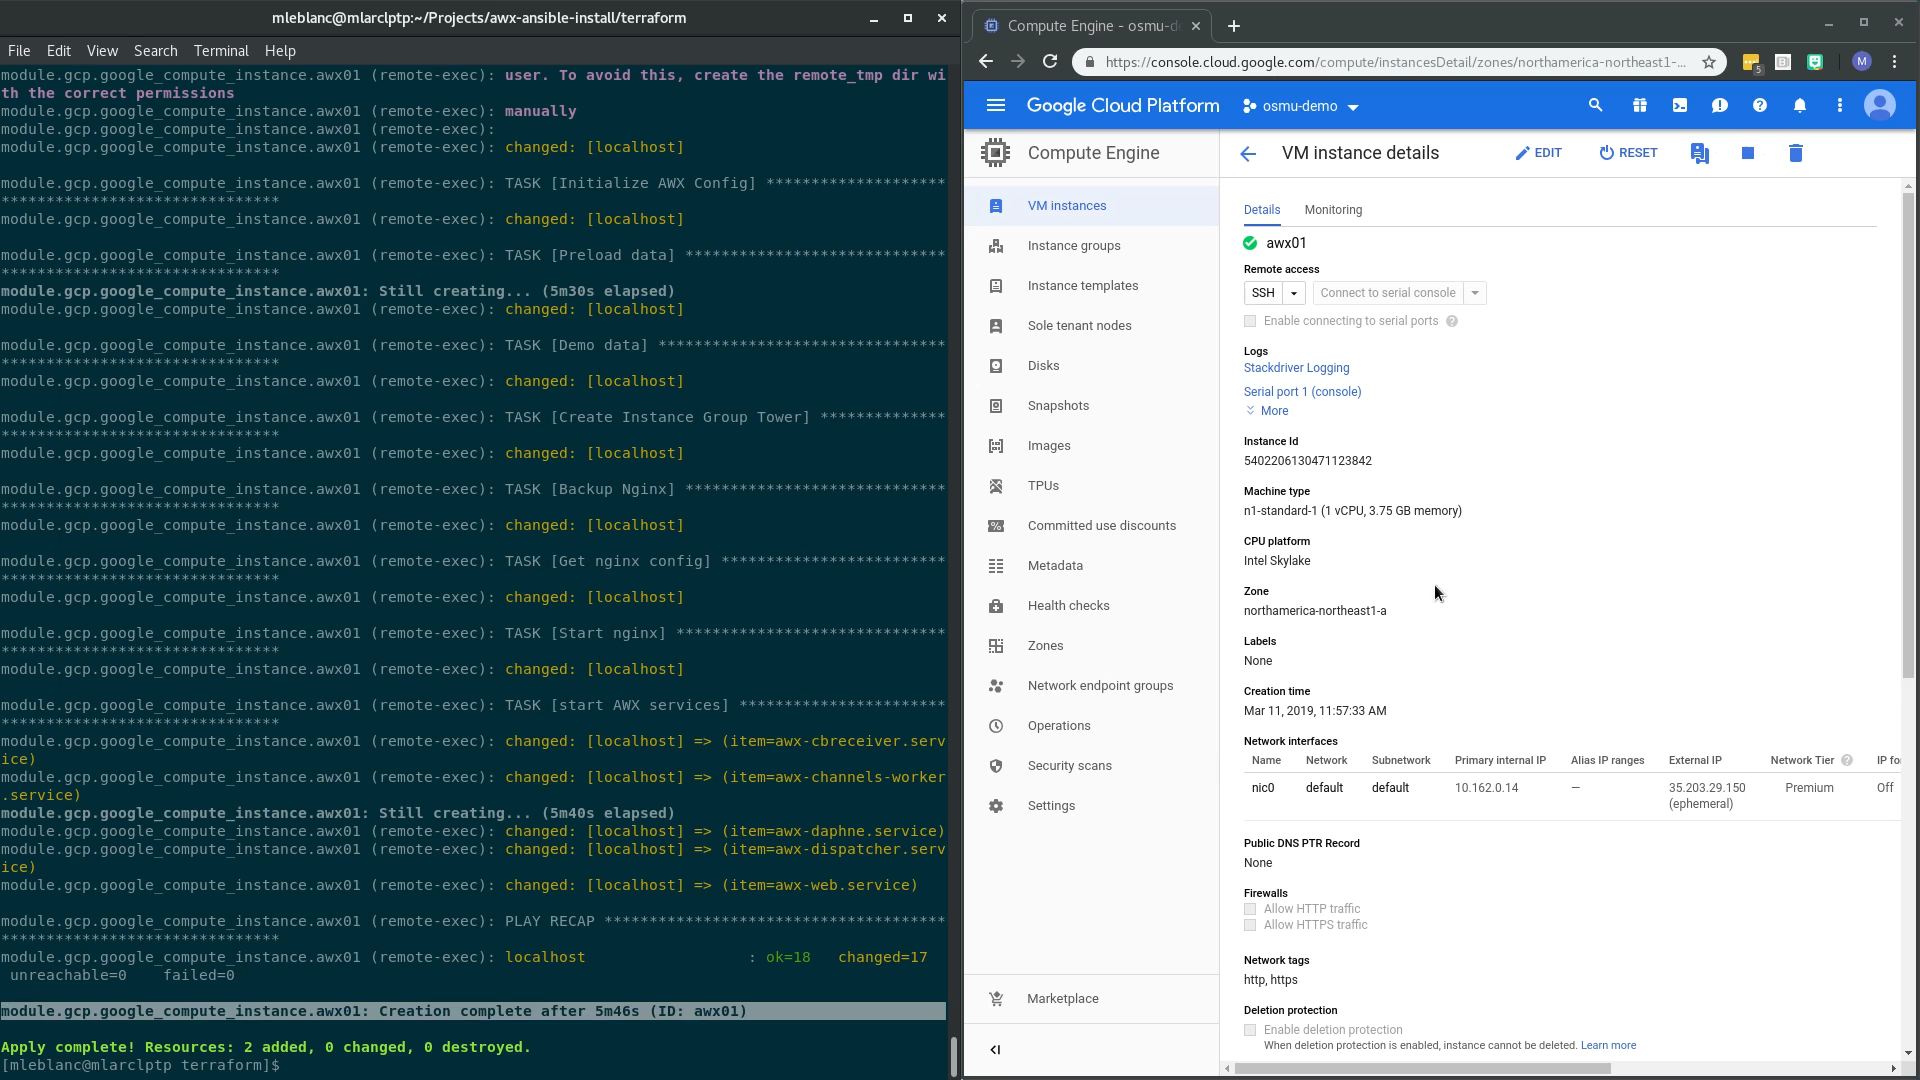 mleblanc@mlarclptp:~/Projects/awx-ansible-install/terraform
File Edit View Search Terminal Help
module.gcp.google_compute_instance.awx01 (remote-exec): user. To avoid this, create the remote_tmp dir wi
th the correct permissions
module.gcp.google_compute_instance.awx01 (remote-exec): manually
module.gcp.google_compute_instance.awx01 (remote-exec):
module.gcp.google_compute_instance.awx01 (remote-exec): changed: [localhost]
module.gcp.google_compute_instance.awx01 (remote-exec): TASK [Initialize AWX Config] ********************
*******************************
module.gcp.google_compute_instance.awx01 (remote-exec): changed: [localhost]
module.gcp.google_compute_instance.awx01 (remote-exec): TASK [Preload data] *****************************
*******************************
module.gcp.google_compute_instance.awx01: Still creating... (5m30s elapsed)
module.gcp.google_compute_instance.awx01 (remote-exec): changed: [localhost]
module.gcp.google_compute_instance.awx01 (remote-exec): TASK [Demo data] ********************************
*******************************
module.gcp.google_compute_instance.awx01 (remote-exec): changed: [localhost]
module.gcp.google_compute_instance.awx01 (remote-exec): TASK [Create Instance Group Tower] **************
*******************************
module.gcp.google_compute_instance.awx01 (remote-exec): changed: [localhost]
module.gcp.google_compute_instance.awx01 (remote-exec): TASK [Backup Nginx] *****************************
*******************************
module.gcp.google_compute_instance.awx01 (remote-exec): changed: [localhost]
module.gcp.google_compute_instance.awx01 (remote-exec): TASK [Get nginx config] *************************
*******************************
module.gcp.google_compute_instance.awx01 (remote-exec): changed: [localhost]
module.gcp.google_compute_instance.awx01 (remote-exec): TASK [Start nginx] ******************************
*******************************
module.gcp.google_compute_instance.awx01 (remote-exec): changed: [localhost]
module.gcp.google_compute_instance.awx01 (remote-exec): TASK [start AWX services] ***********************
*******************************
module.gcp.google_compute_instance.awx01 (remote-exec): changed: [localhost] => (item=awx-cbreceiver.serv
ice)
module.gcp.google_compute_instance.awx01 (remote-exec): changed: [localhost] => (item=awx-channels-worker
.service)
module.gcp.google_compute_instance.awx01: Still creating... (5m40s elapsed)
module.gcp.google_compute_instance.awx01 (remote-exec): changed: [localhost] => (item=awx-daphne.service)
module.gcp.google_compute_instance.awx01 (remote-exec): changed: [localhost] => (item=awx-dispatcher.serv
ice)
module.gcp.google_compute_instance.awx01 (remote-exec): changed: [localhost] => (item=awx-web.service)
module.gcp.google_compute_instance.awx01 (remote-exec): PLAY RECAP **************************************
*******************************
module.gcp.google_compute_instance.awx01 (remote-exec): localhost : ok=18 changed=17
unreachable=0 failed=0
module.gcp.google_compute_instance.awx01: Creation complete after 5m46s (ID: awx01)
Apply complete! Resources: 2 added, 0 changed, 0 destroyed.
[mleblanc@mlarclptp terraform]$
Compute Engine - osmu-de
https://console.cloud.google.com/compute/instancesDetail/zones/northamerica-northeast1-...
5
M
Google Cloud Platform
osmu-demo
Compute Engine
VM instance details
EDIT
RESET
VM instances
Instance groups
Instance templates
Sole tenant nodes
Disks
Snapshots
Images
TPUs
Committed use discounts
Metadata
Health checks
Zones
Network endpoint groups
Operations
Security scans
Settings
Marketplace
Details Monitoring
awx01
Remote access
SSH Connect to serial console
Enable connecting to serial ports
Logs
Stackdriver Logging
Serial port 1 (console)
More
Instance Id
5402206130471123842
Machine type
n1-standard-1 (1 vCPU, 3.75 GB memory)
CPU platform
Intel Skylake
Zone
northamerica-northeast1-a
Labels
None
Creation time
Mar 11, 2019, 11:57:33 AM
Network interfaces
Name Network Subnetwork Primary internal IP Alias IP ranges External IP Network Tier IP fo
nic0 default default 10.162.0.14 — 35.203.29.150 Premium Off
(ephemeral)
Public DNS PTR Record
None
Firewalls
Allow HTTP traffic
Allow HTTPS traffic
Network tags
http, https
Deletion protection
Enable deletion protection
When deletion protection is enabled, instance cannot be deleted. Learn more